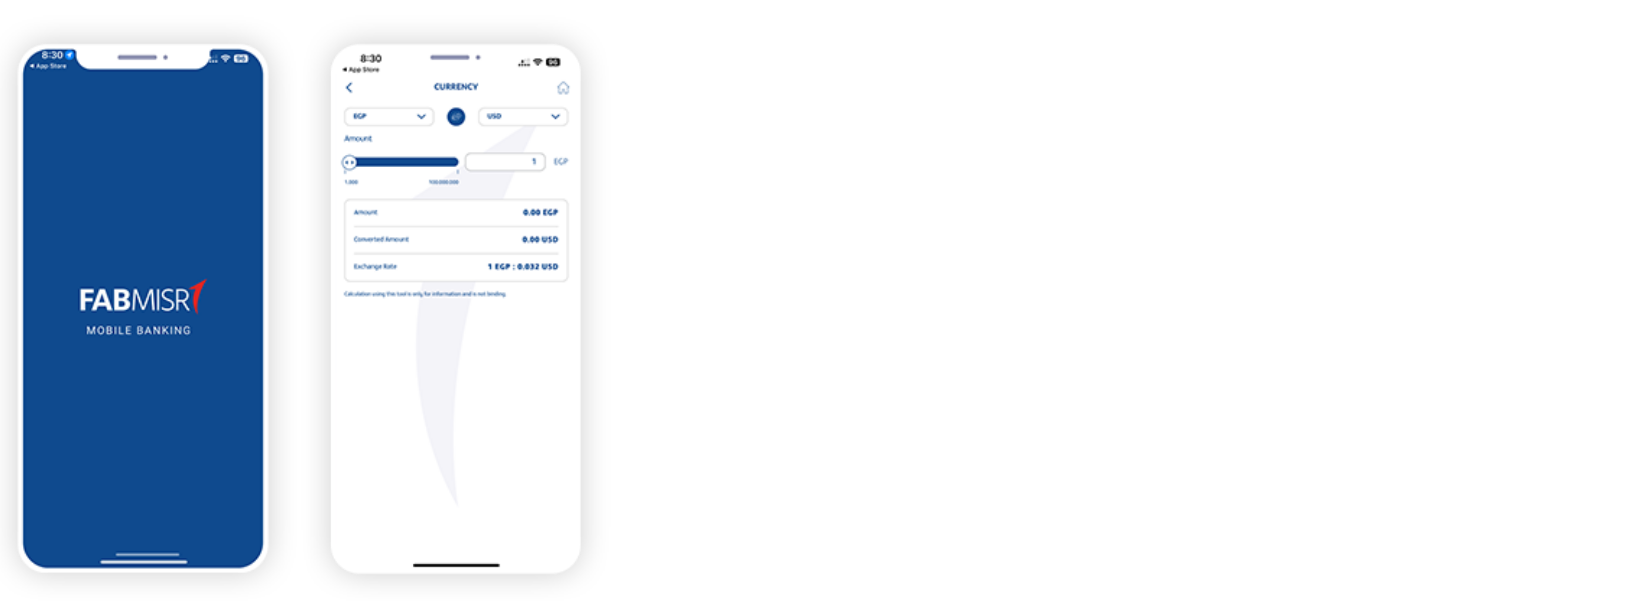 8:30
◀ App Store
96
FABMISR
MOBILE BANKING
8:30
◀ App Store
96
CURRENCY
EGP
USD
Amount
1 EGP
1,000
100,000,000
Amount 0.00 EGP
Converted Amount 0.00 USD
Exchange Rate 1 EGP : 0.032 USD
Calculation using this tool is only for information and is not binding.